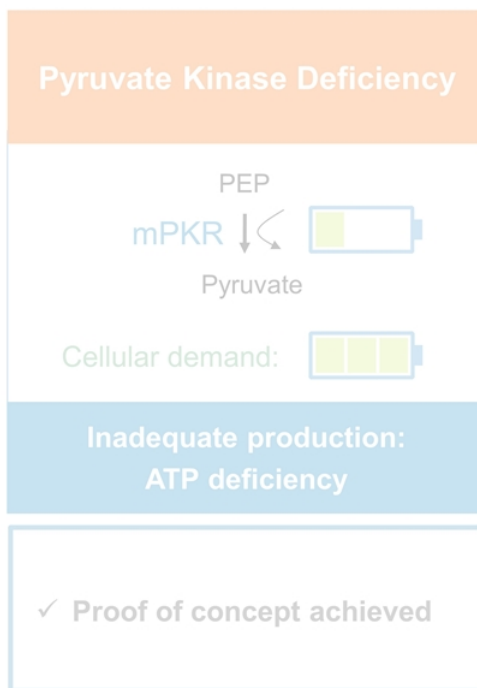 Pyruvate Kinase Deficiency
PEP
mPKR
Pyruvate
Cellular demand:
Inadequate production:
ATP deficiency
✓ Proof of concept achieved